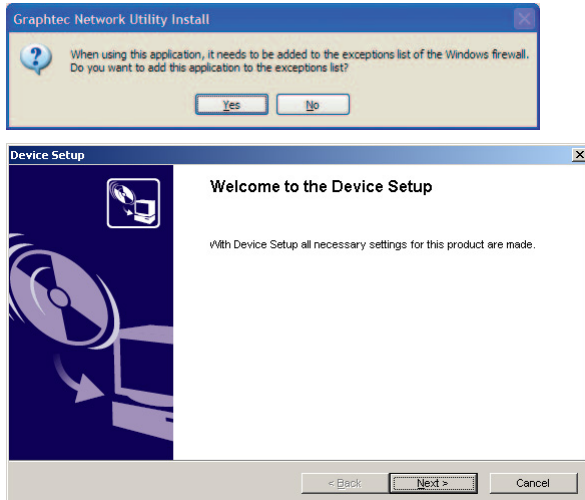 Graphtec Network Utility Install
When using this application, it needs to be added to the exceptions list of the Windows firewall.
Do you want to add this application to the exceptions list?
Yes No
Device Setup
Welcome to the Device Setup
With Device Setup all necessary settings for this product are made.
< Back Next > Cancel